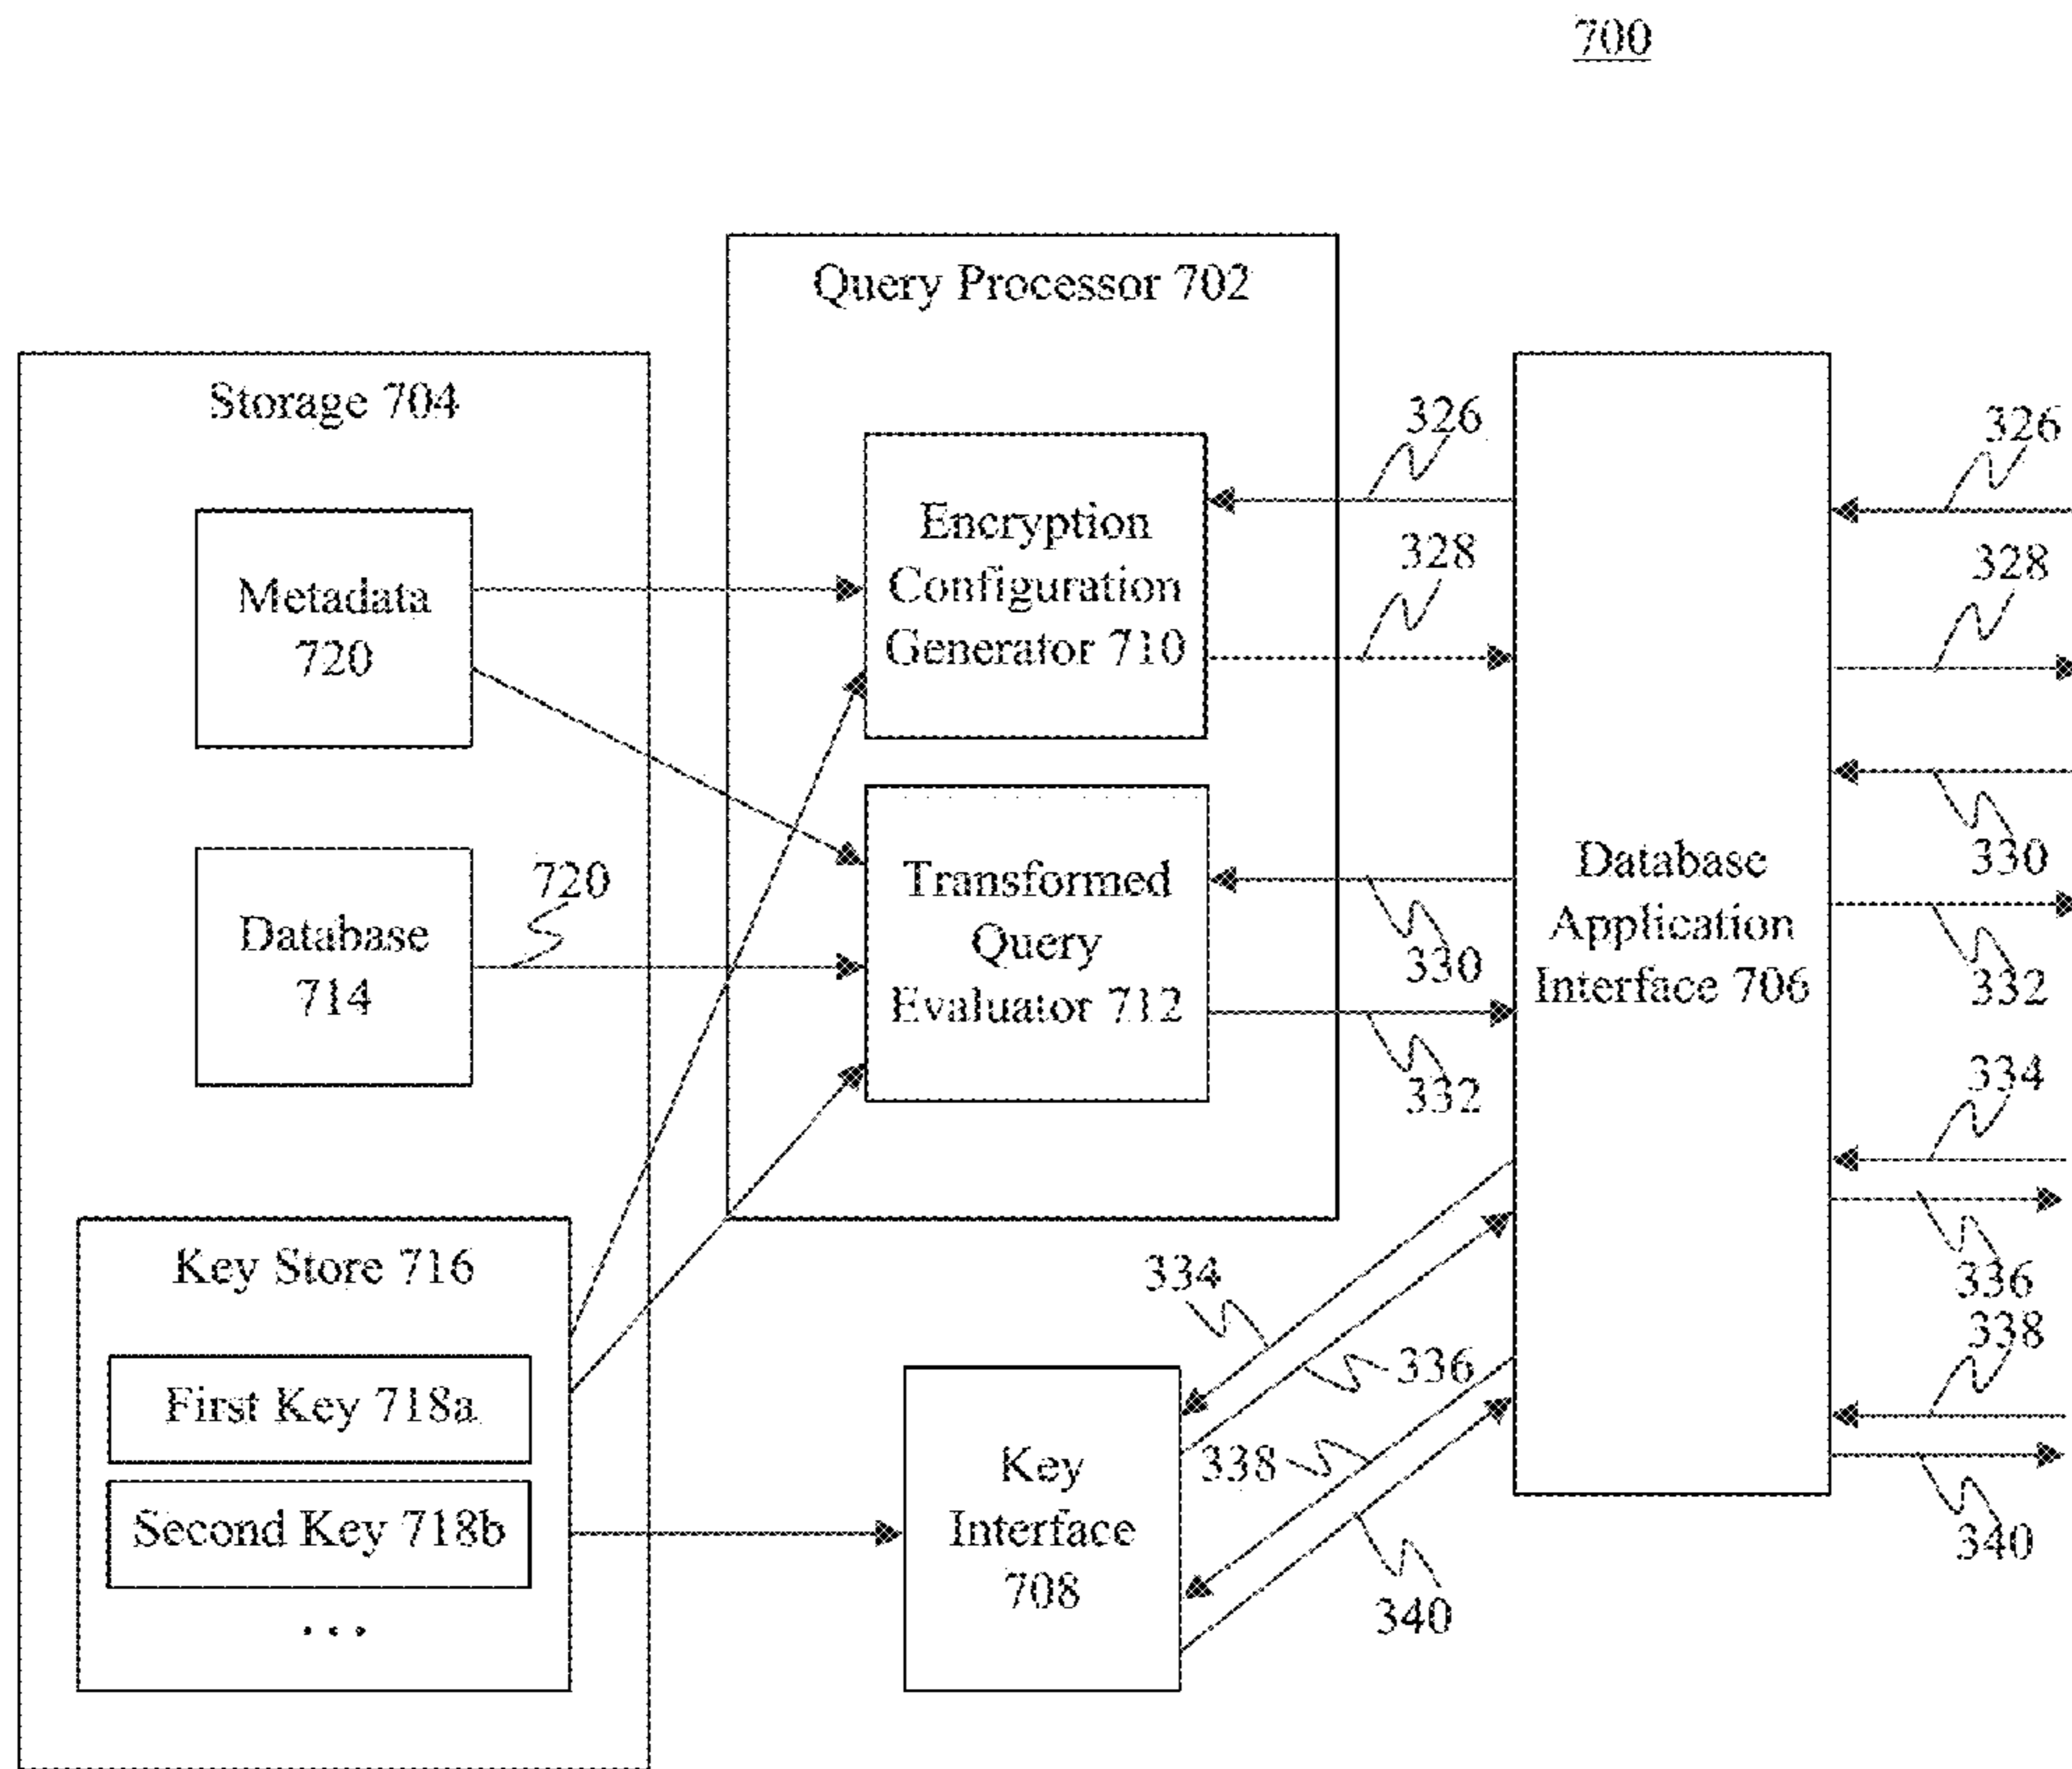 700
Query Processor 702
Storage 704
Metadata
720
Database
714
720
Key Store 716
First Key 718a
Second Key 718b
...
Encryption
Configuration
Generator 710
Transformed
Query
Evaluator 712
Key
Interface
708
326
328
330
332
334
336
338
340
Database
Application
Interface 706
326
328
330
332
334
336
338
340